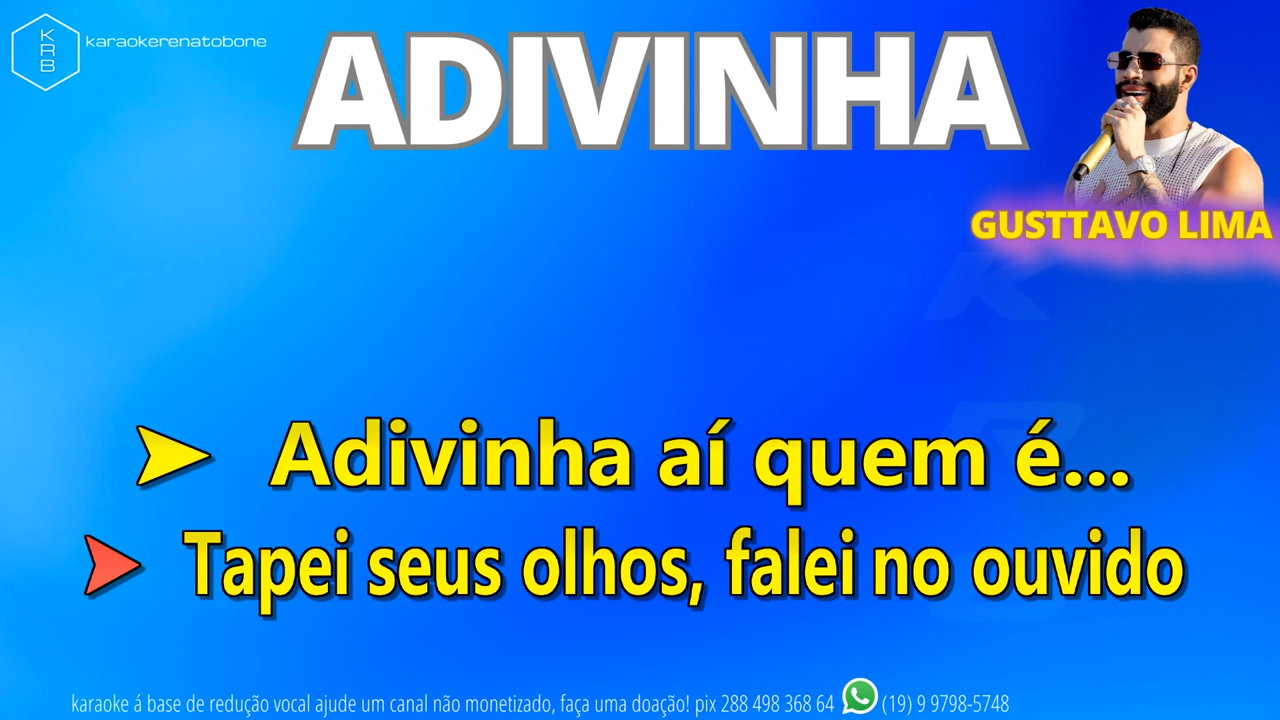 KRB
karaokerenatobone
ADIVINHA
GUSTTAVO LIMA
Adivinha aí quem é...
Tapei seus olhos, falei no ouvido
karaoke á base de redução vocal ajude um canal não monetizado, faça uma doação! pix 288 498 368 64 (19) 9 9798-5748